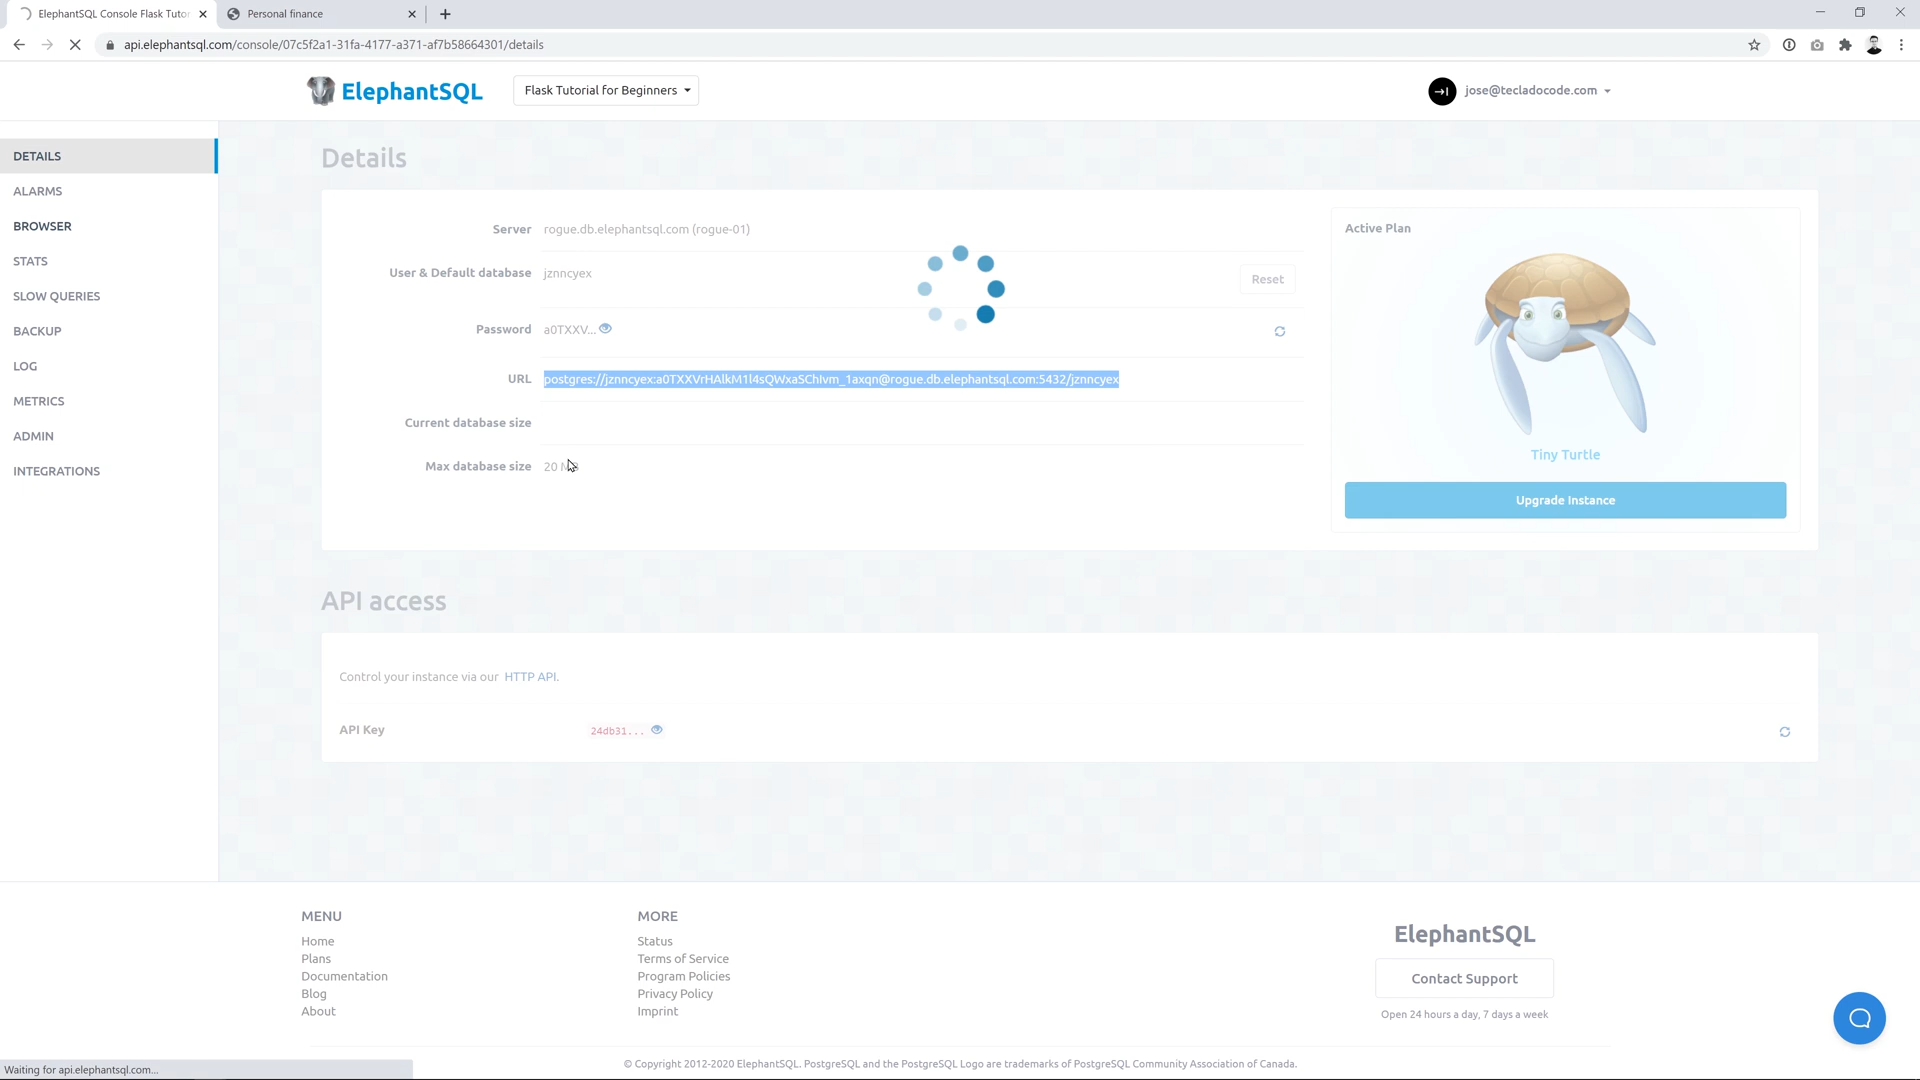 ElephantSQL Console Flask Tutor
Personal finance
api.elephantsql.com/console/07c5f2a1-31fa-4177-a371-af7b58664301/details
ElephantSQL
Flask Tutorial for Beginners
jose@tecladocode.com
DETAILS
ALARMS
BROWSER
STATS
SLOW QUERIES
BACKUP
LOG
METRICS
ADMIN
INTEGRATIONS
Details
Server rogue.db.elephantsql.com (rogue-01)
User & Default database jznncyex
Reset
Password a0TXXV...
URL postgres://jznncyex:a0TXXVrHAlkM1l4sQWxaSChIvm_1axqn@rogue.db.elephantsql.com:5432/jznncyex
Current database size
Max database size 20
Active Plan
Tiny Turtle
Upgrade Instance
API access
Control your instance via our HTTP API.
API Key 24db31...
MENU
Home
Plans
Documentation
Blog
About
MORE
Status
Terms of Service
Program Policies
Privacy Policy
Imprint
ElephantSQL
Contact Support
Open 24 hours a day, 7 days a week
© Copyright 2012-2020 ElephantSQL. PostgreSQL and the PostgreSQL Logo are trademarks of PostgreSQL Community Association of Canada.
Waiting for api.elephantsql.com...